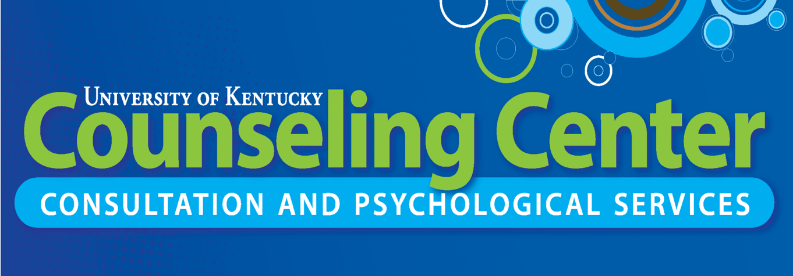 University of Kentucky
Counseling Center
CONSULTATION AND PSYCHOLOGICAL SERVICES